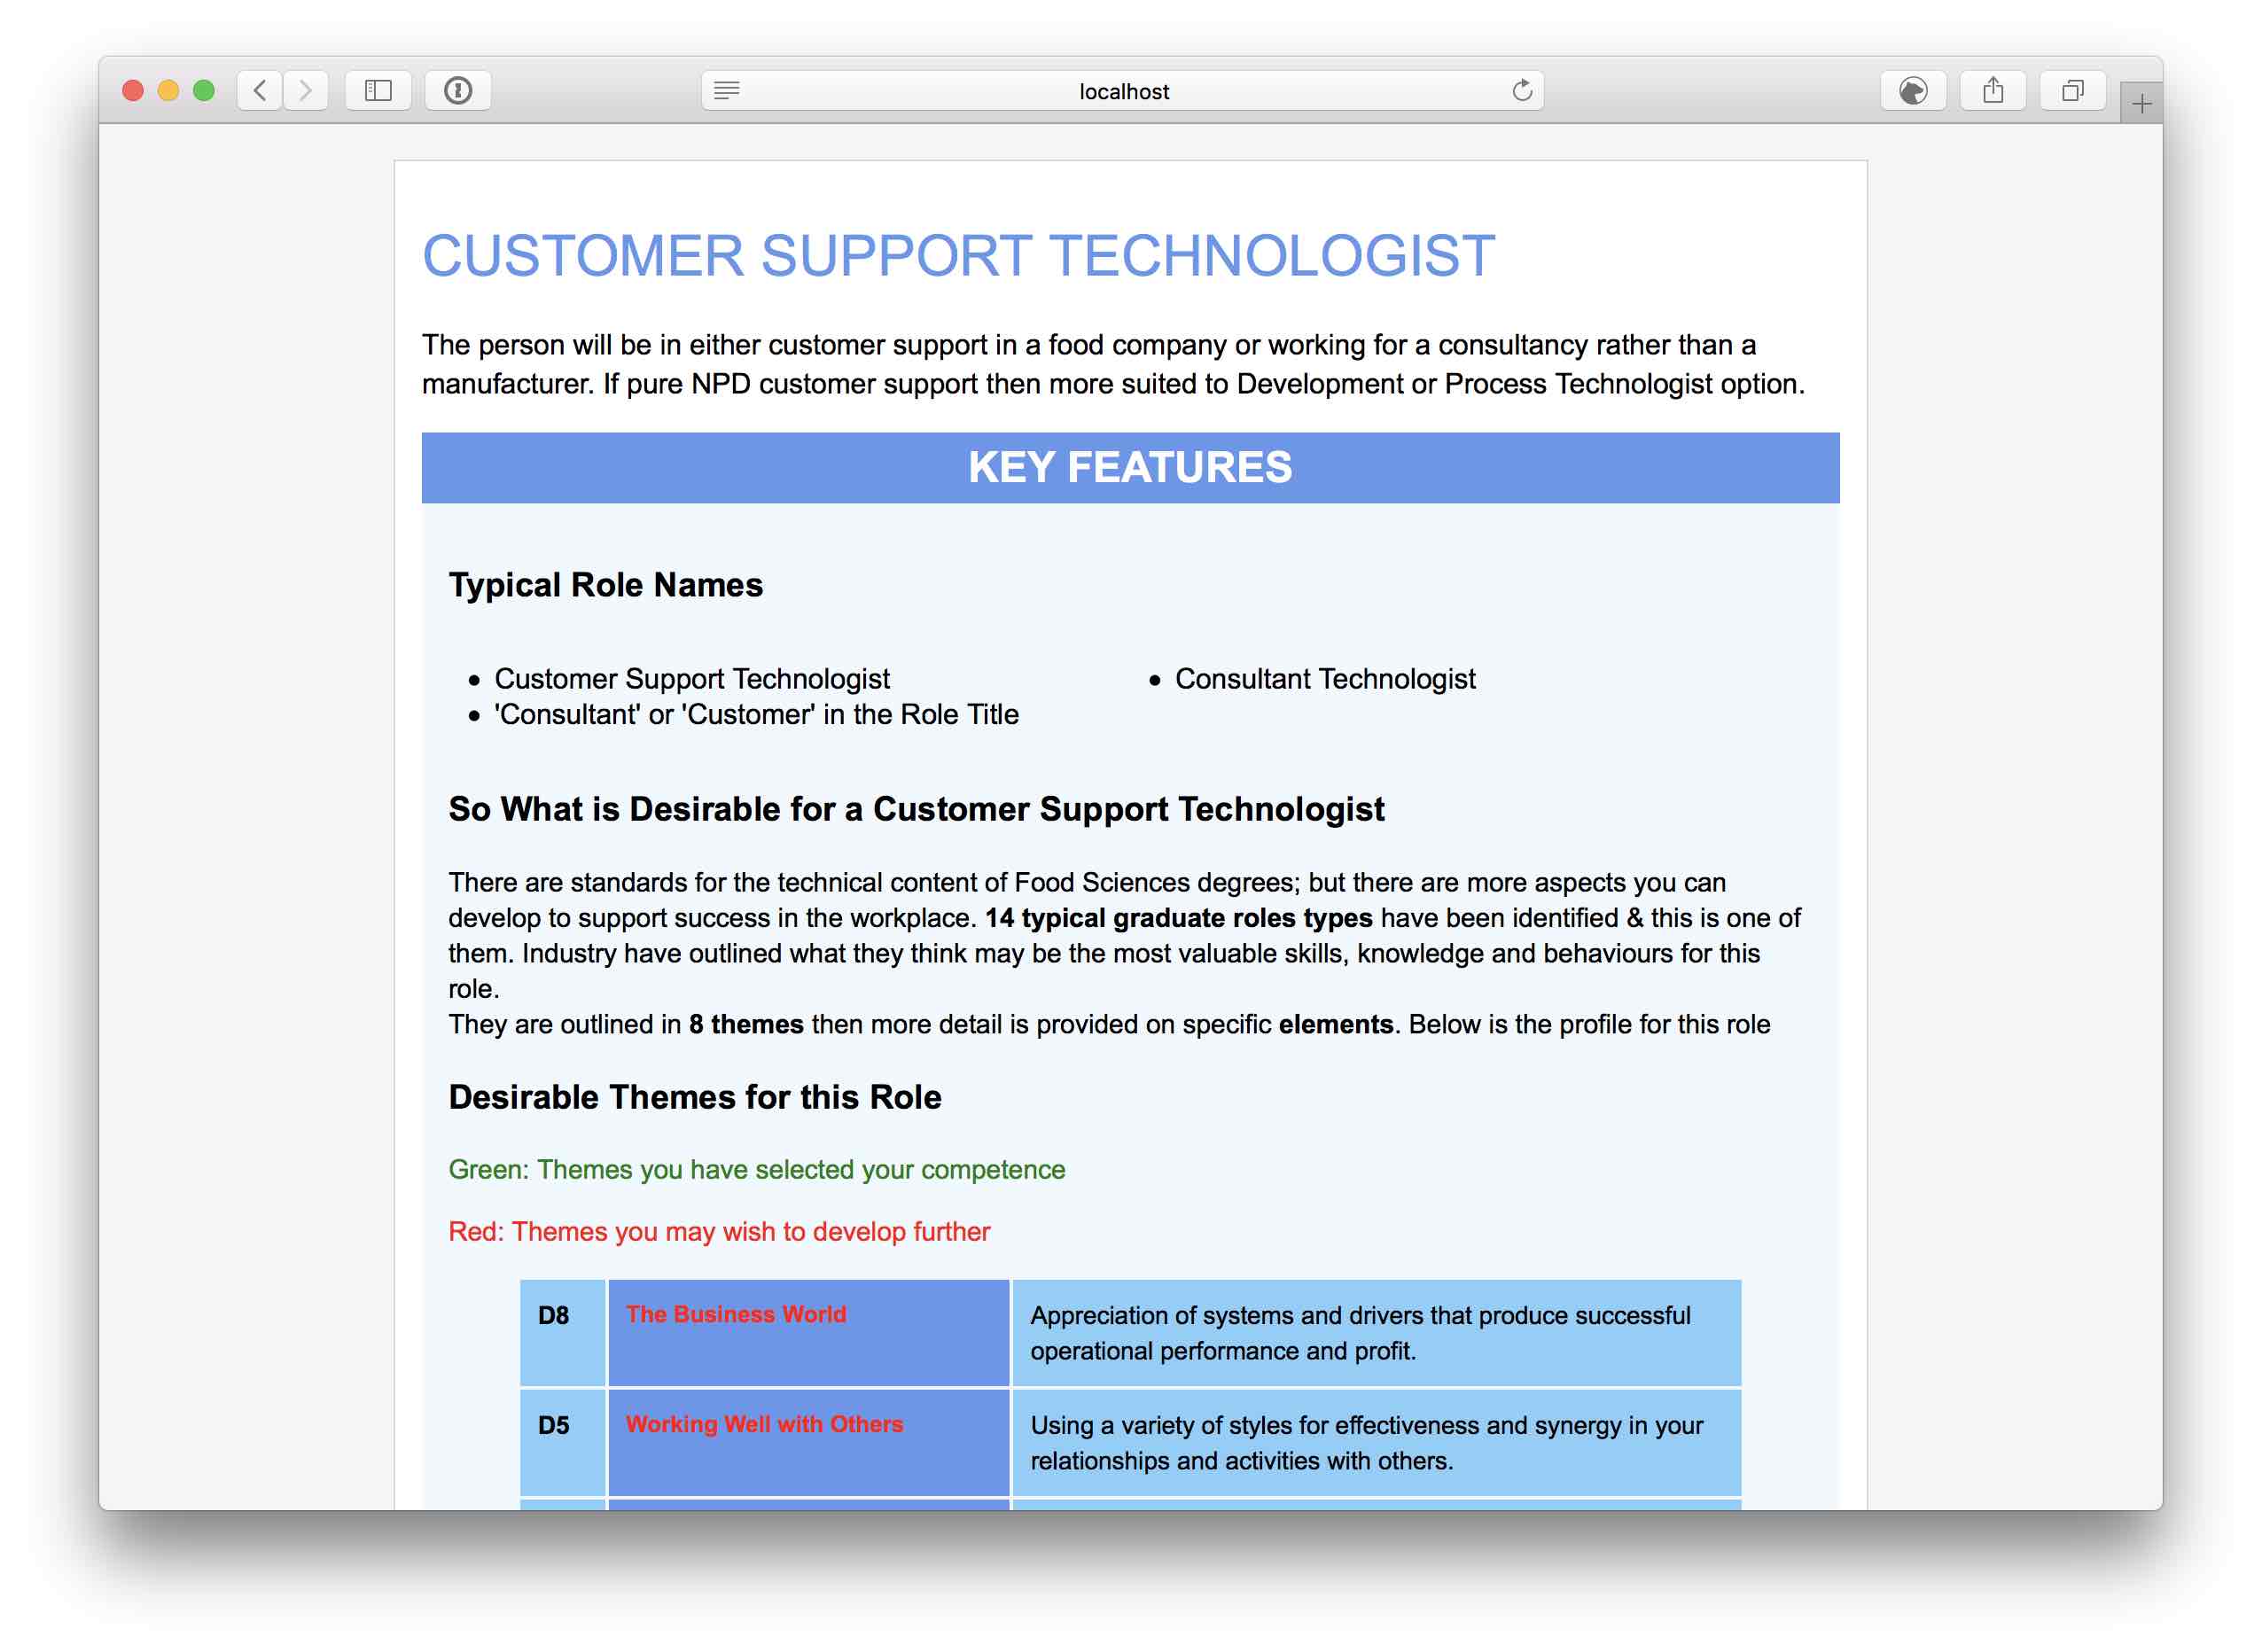 localhost
CUSTOMER SUPPORT TECHNOLOGIST
The person will be in either customer support in a food company or working for a consultancy rather than a
manufacturer. If pure NPD customer support then more suited to Development or Process Technologist option.
KEY FEATURES
Typical Role Names
• Customer Support Technologist
• 'Consultant' or 'Customer' in the Role Title
• Consultant Technologist
So What is Desirable for a Customer Support Technologist
There are standards for the technical content of Food Sciences degrees; but there are more aspects you can
develop to support success in the workplace. 14 typical graduate roles types have been identified & this is one of
them. Industry have outlined what they think may be the most valuable skills, knowledge and behaviours for this
role.
They are outlined in 8 themes then more detail is provided on specific elements. Below is the profile for this role
Desirable Themes for this Role
Green: Themes you have selected your competence
Red: Themes you may wish to develop further
D8
The Business World
Appreciation of systems and drivers that produce successful
operational performance and profit.
D5
Working Well with Others
Using a variety of styles for effectiveness and synergy in your
relationships and activities with others.